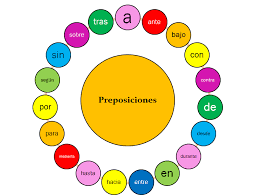 a
ante
bajo
con
contra
de
desde
durante
en
entre
hacia
hasta
mediante
para
por
según
sin
sobre
tras
Preposiciones